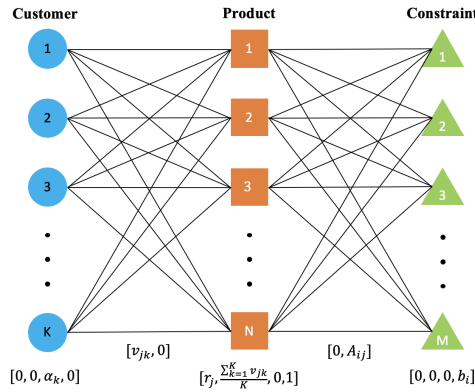 Customer Product Constraint
1 1 1
2 2 2
3 3 3
K N M
[v_{jk}, 0] [0, A_{ij}]
[0, 0, α_k, 0] [r_j, \frac{\sum_{k=1}^{K} v_{jk}}{K}, 0,1] [0, 0, 0, b_i]